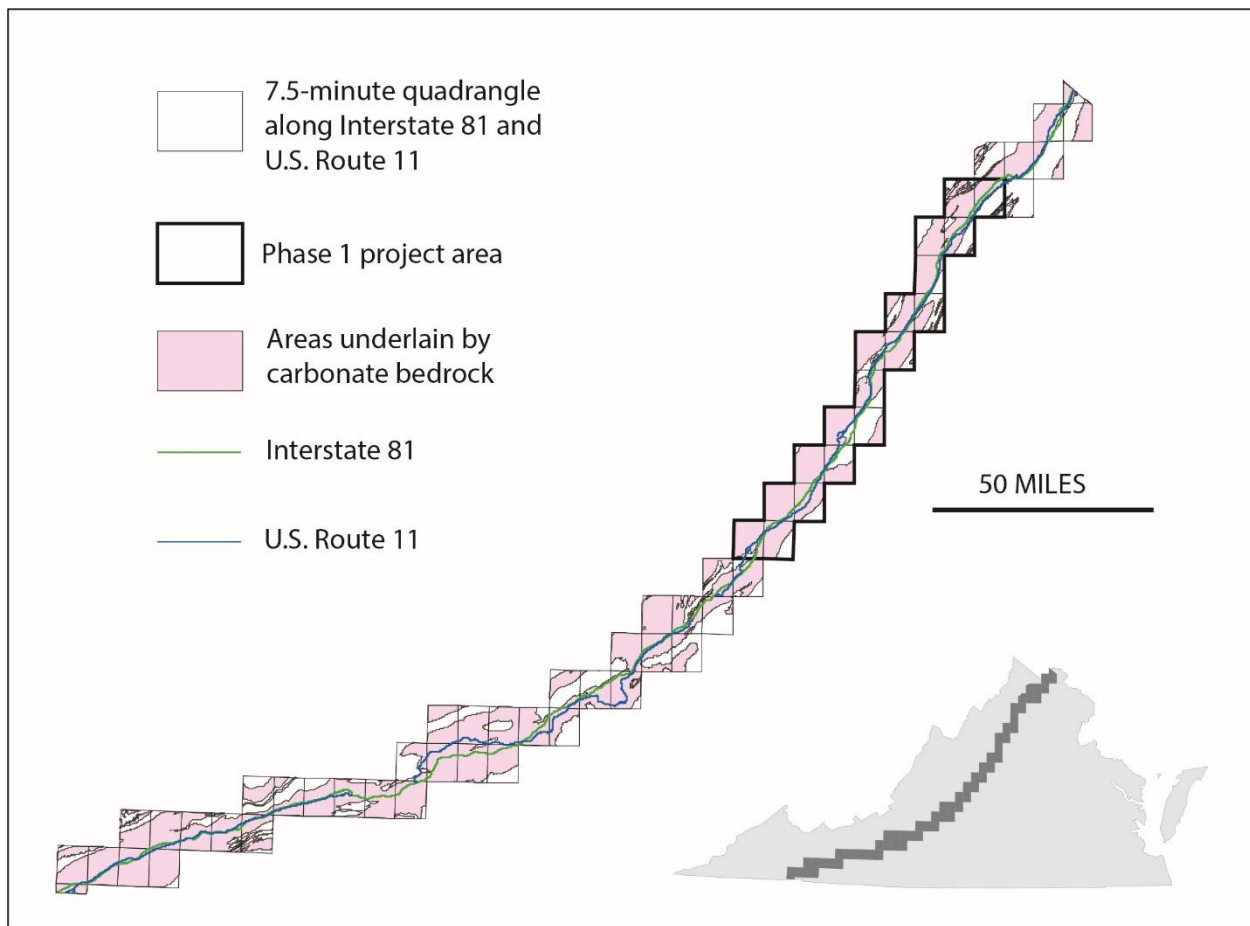 7.5-minute quadrangle
along Interstate 81 and
U.S. Route 11
Phase 1 project area
Areas underlain by
carbonate bedrock
Interstate 81
U.S. Route 11
50 MILES